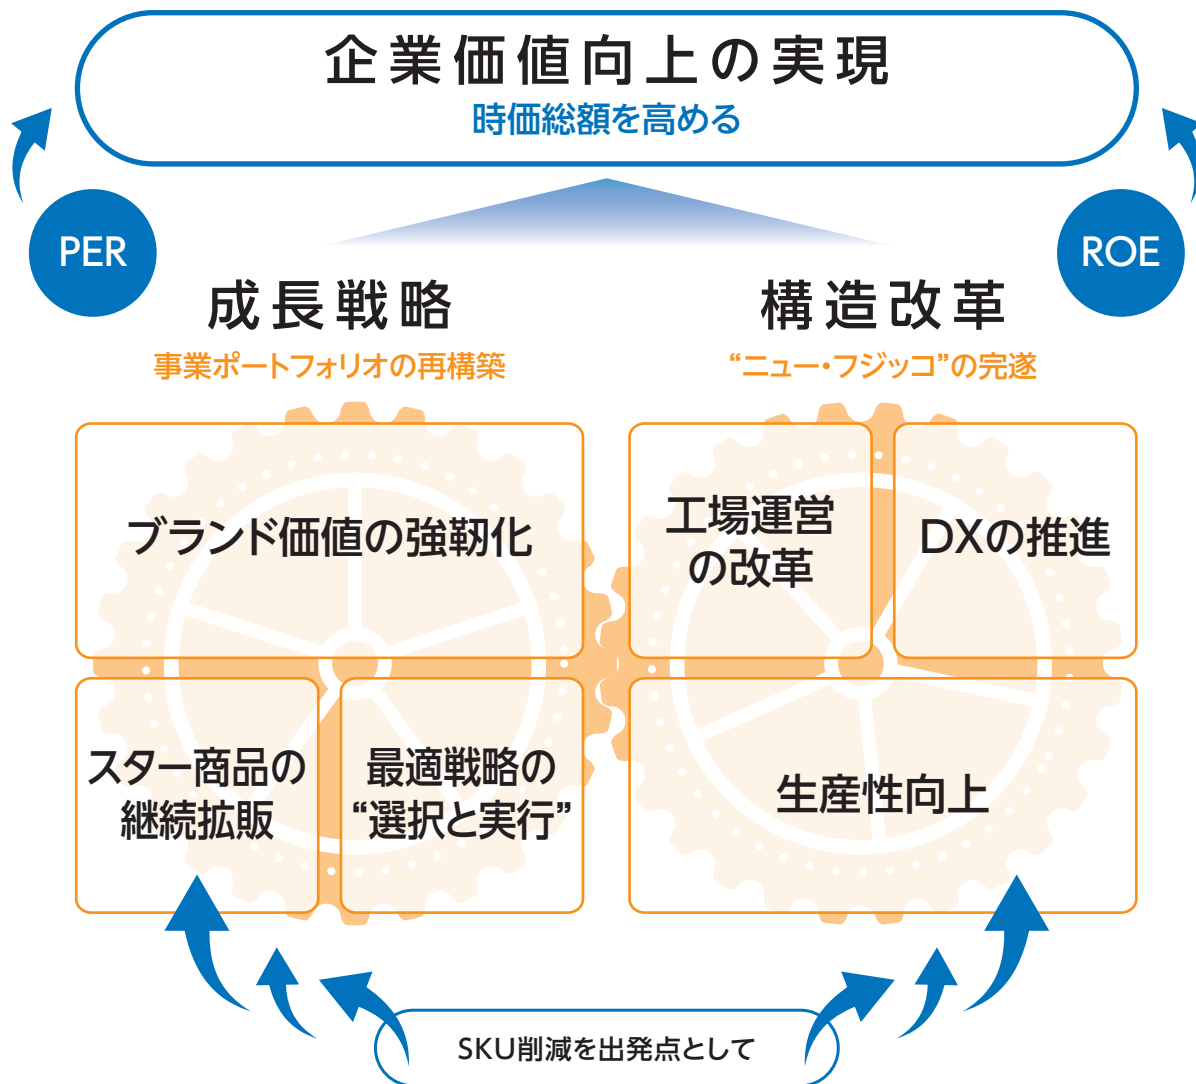 企業価値向上の実現
時価総額を高める
PER
ROE
成長戦略
事業ポートフォリオの再構築
構造改革
“ニュー・フジッコ”の完遂
ブランド価値の強靭化
工場運営
の改革
DXの推進
スター商品の
継続拡販
最適戦略の
“選択と実行”
生産性向上
SKU削減を出発点として